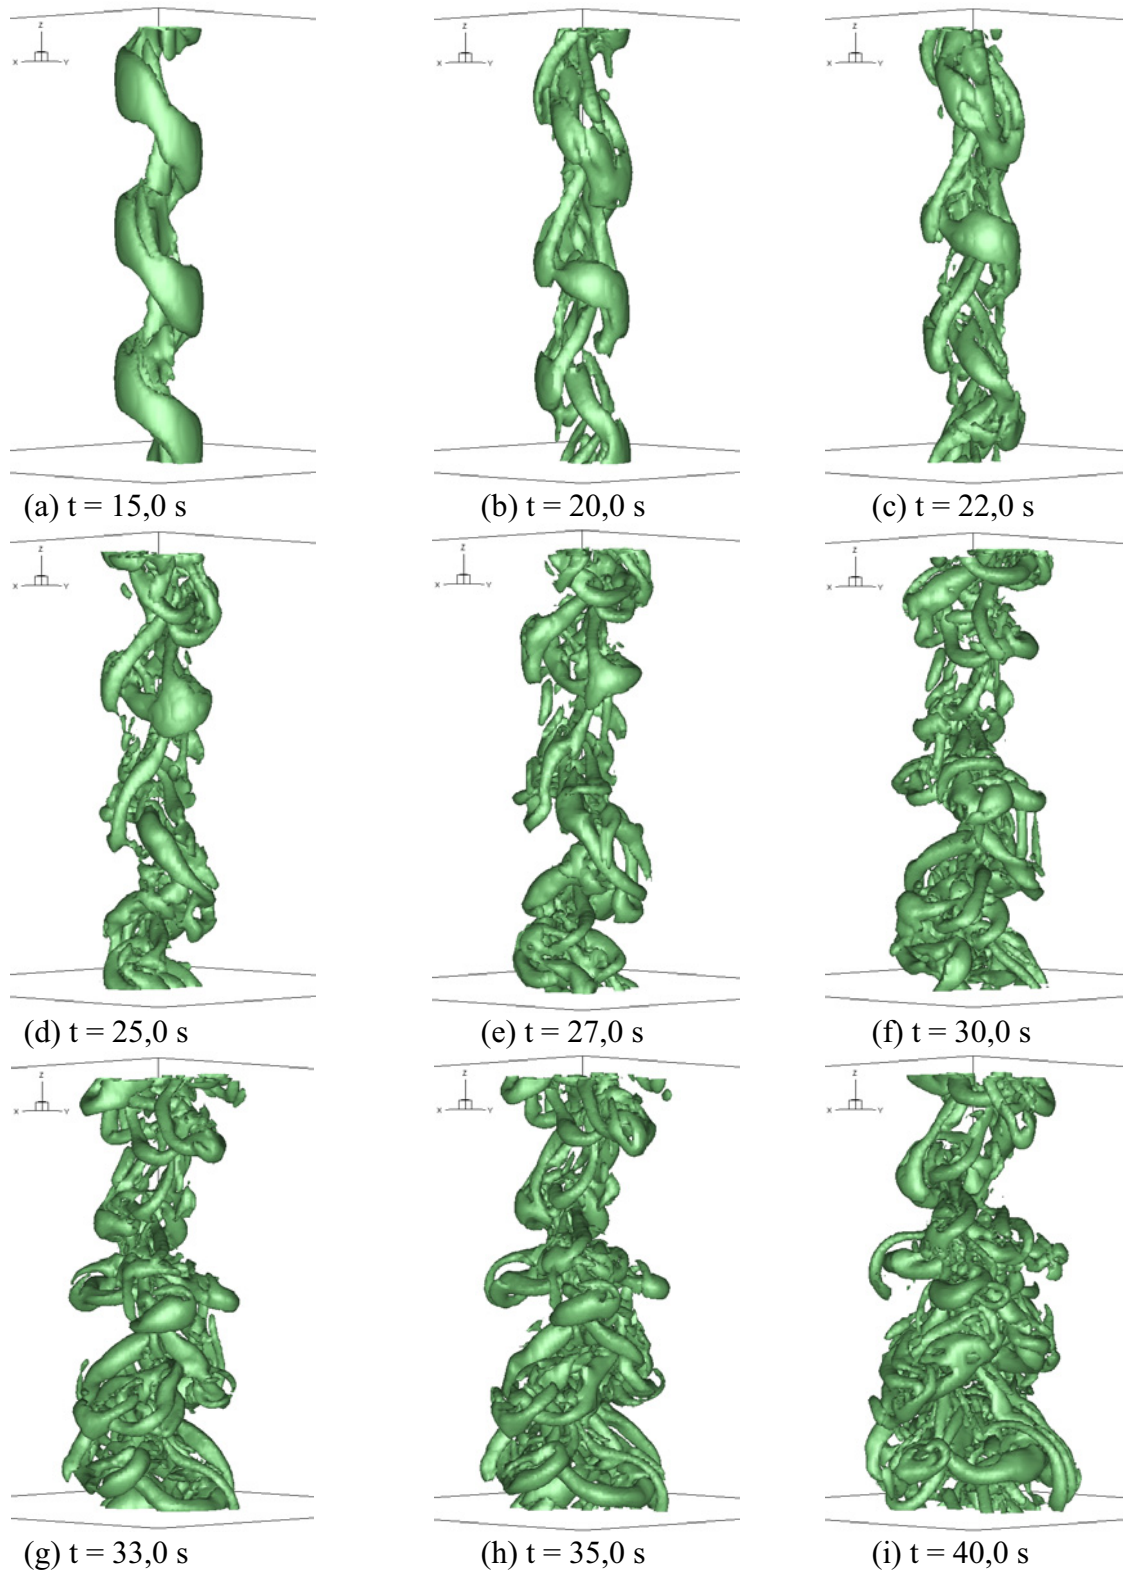 Z
X Y
Z
X Y
Z
X Y
(a) t = 15,0 s
(b) t = 20,0 s
(c) t = 22,0 s
Z
X Y
Z
X Y
Z
X Y
(d) t = 25,0 s
(e) t = 27,0 s
(f) t = 30,0 s
Z
X Y
Z
X Y
Z
X Y
(g) t = 33,0 s
(h) t = 35,0 s
(i) t = 40,0 s